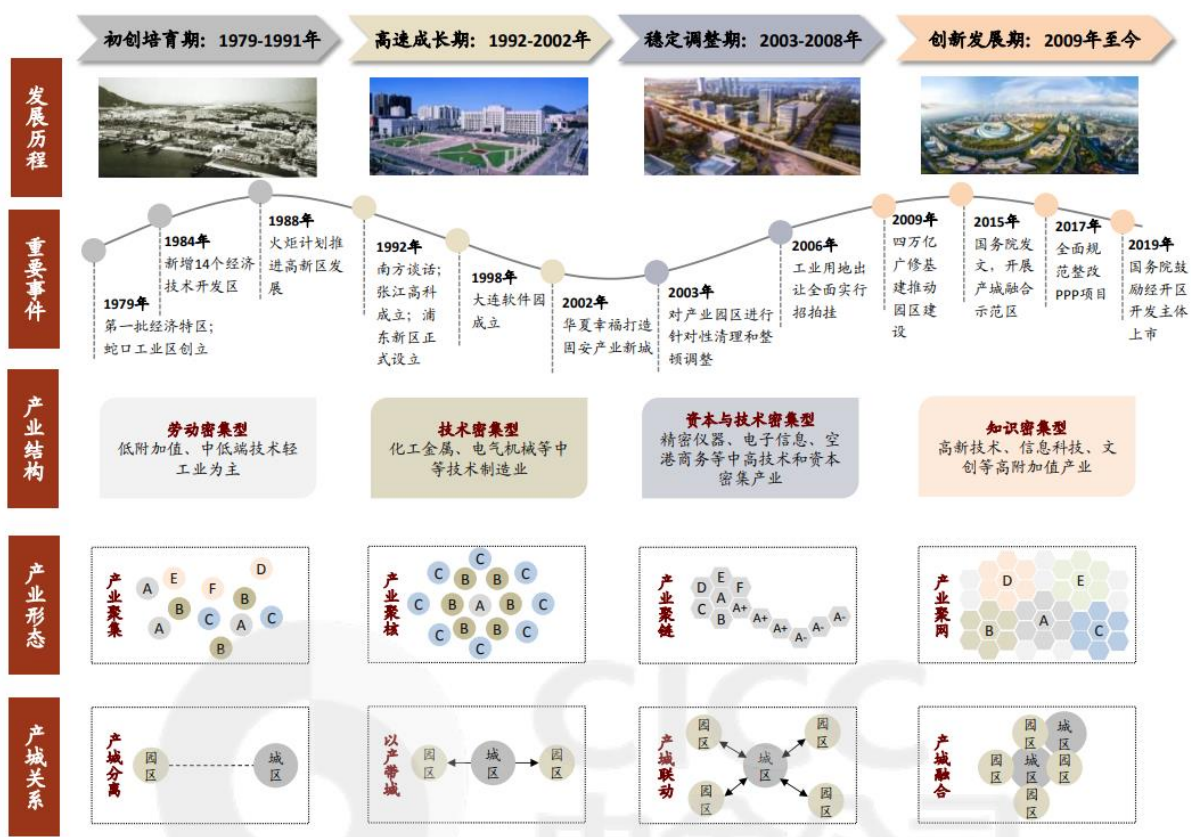 初创培育期：1979-1991年
高速成长期：1992-2002年
稳定调整期：2003-2008年
创新发展期：2009年至今
发展历程
重要事件
1979年
第一批经济特区；
蛇口工业区创立
1984年
新增14个经济
技术开发区
1988年
火炬计划推
进高新区发
展
1992年
南方谈话；
张江高科
成立；浦
东新区正
式设立
1998年
大连软件园
成立
2002年
华夏幸福打造
固安产业新城
2003年
对产业园区进行
针对性清理和整
顿调整
2006年
工业用地出
让全面实行
招拍挂
2009年
四万亿
广修基
建推动
园区建
设
2015年
国务院发
文，开展
产城融合
示范区
2017年
全面规
范整改
PPP项目
2019年
国务院鼓
励经开区
开发主体
上市
产业结构
劳动密集型
低附加值、中低端技术轻
工业为主
技术密集型
化工金属、电气机械等中
等技术制造业
资本与技术密集型
精密仪器、电子信息、空
港商务等中高技术和资本
密集产业
知识密集型
高新技术、信息科技、文
创等高附加值产业
产业形态
产业聚集
D
E
A
F
B
B
C
A
C
A
B
产业聚核
C
C B B C
C B A B C
C B B C
C
产业聚链
E
D F
A
C A+
B A+
A+
A-
A-
A-
产业聚网
D
E
A
B
C
产城关系
产城分离
园区
城区
以产带城
园区
城区
园区
产城联动
园区
园区
城区
园区
园区
产城融合
园区
城区
园区
城区
园区
园区
CICC
中金公司